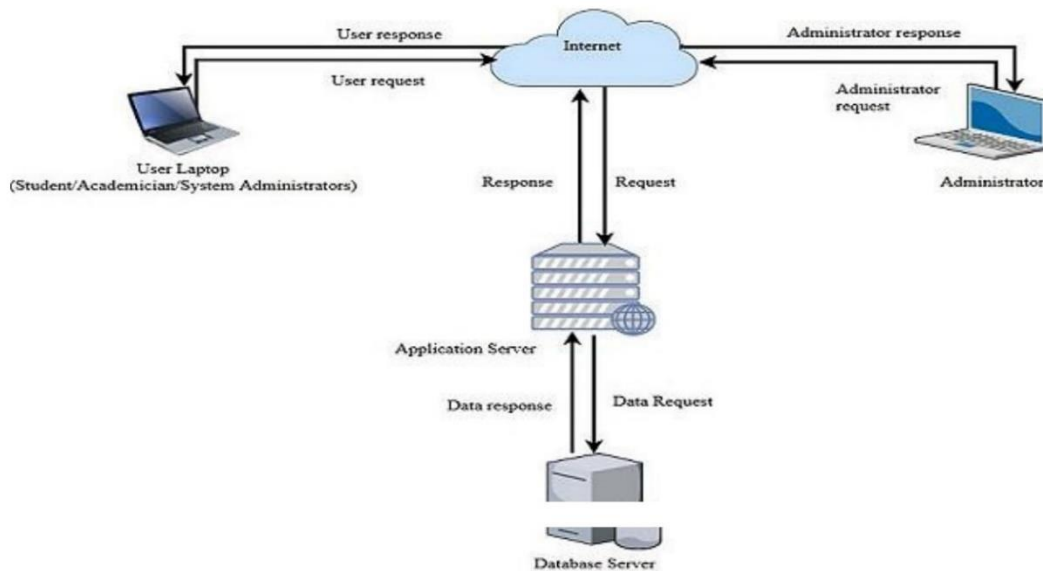 User response
Internet
Administrator response
User request
Administrator
request
User Laptop
(Student/Academician/System Administrators)
Administrator
Response
Request
Application Server
Data response
Data Request
Database Server